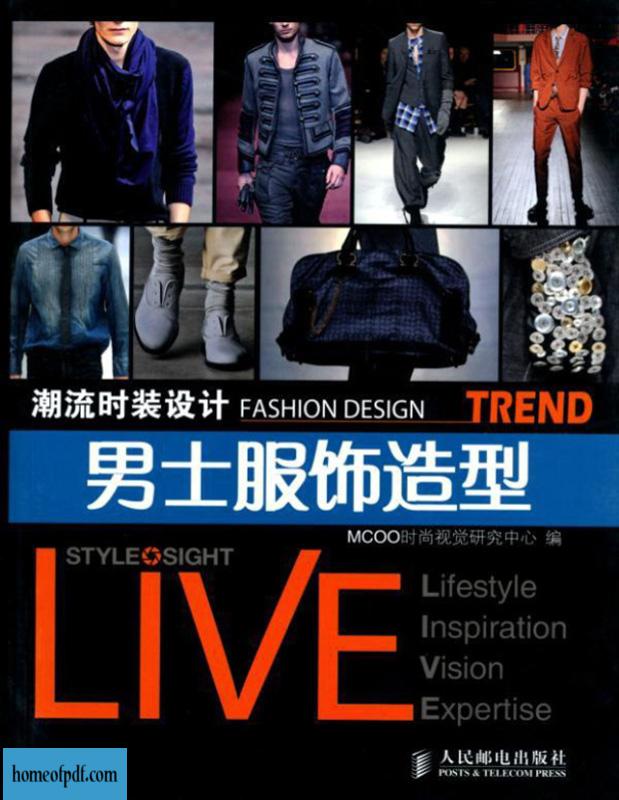 潮流时装设计 FASHION DESIGN TREND
男士服饰造型
MCOO时尚视觉研究中心 编
STYLE SIGHT
LiVE
Lifestyle
Inspiration
Vision
Expertise
人民邮电出版社
POSTS & TELECOM PRESS
homeofpdf.com